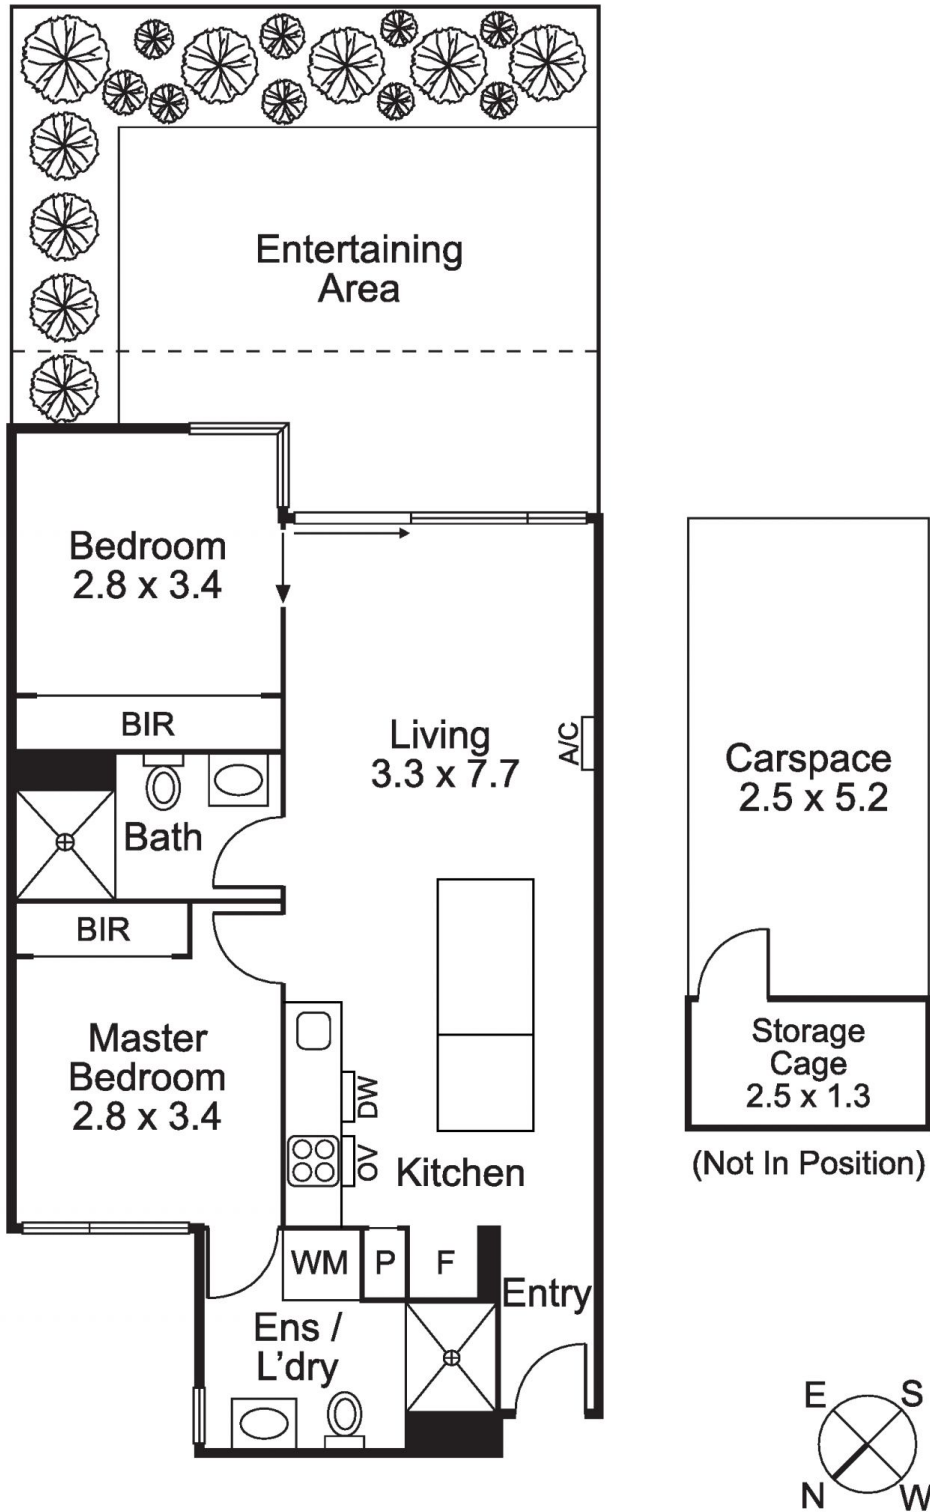 Entertaining
Area
Bedroom
2.8 x 3.4
BIR
Living
3.3 x 7.7
A/C
Carspace
2.5 x 5.2
Bath
BIR
Master
Bedroom
2.8 x 3.4
DW
OV
Kitchen
Storage
Cage
2.5 x 1.3
(Not In Position)
WM
P
F
Entry
Ens /
L'dry
E
S
N
W